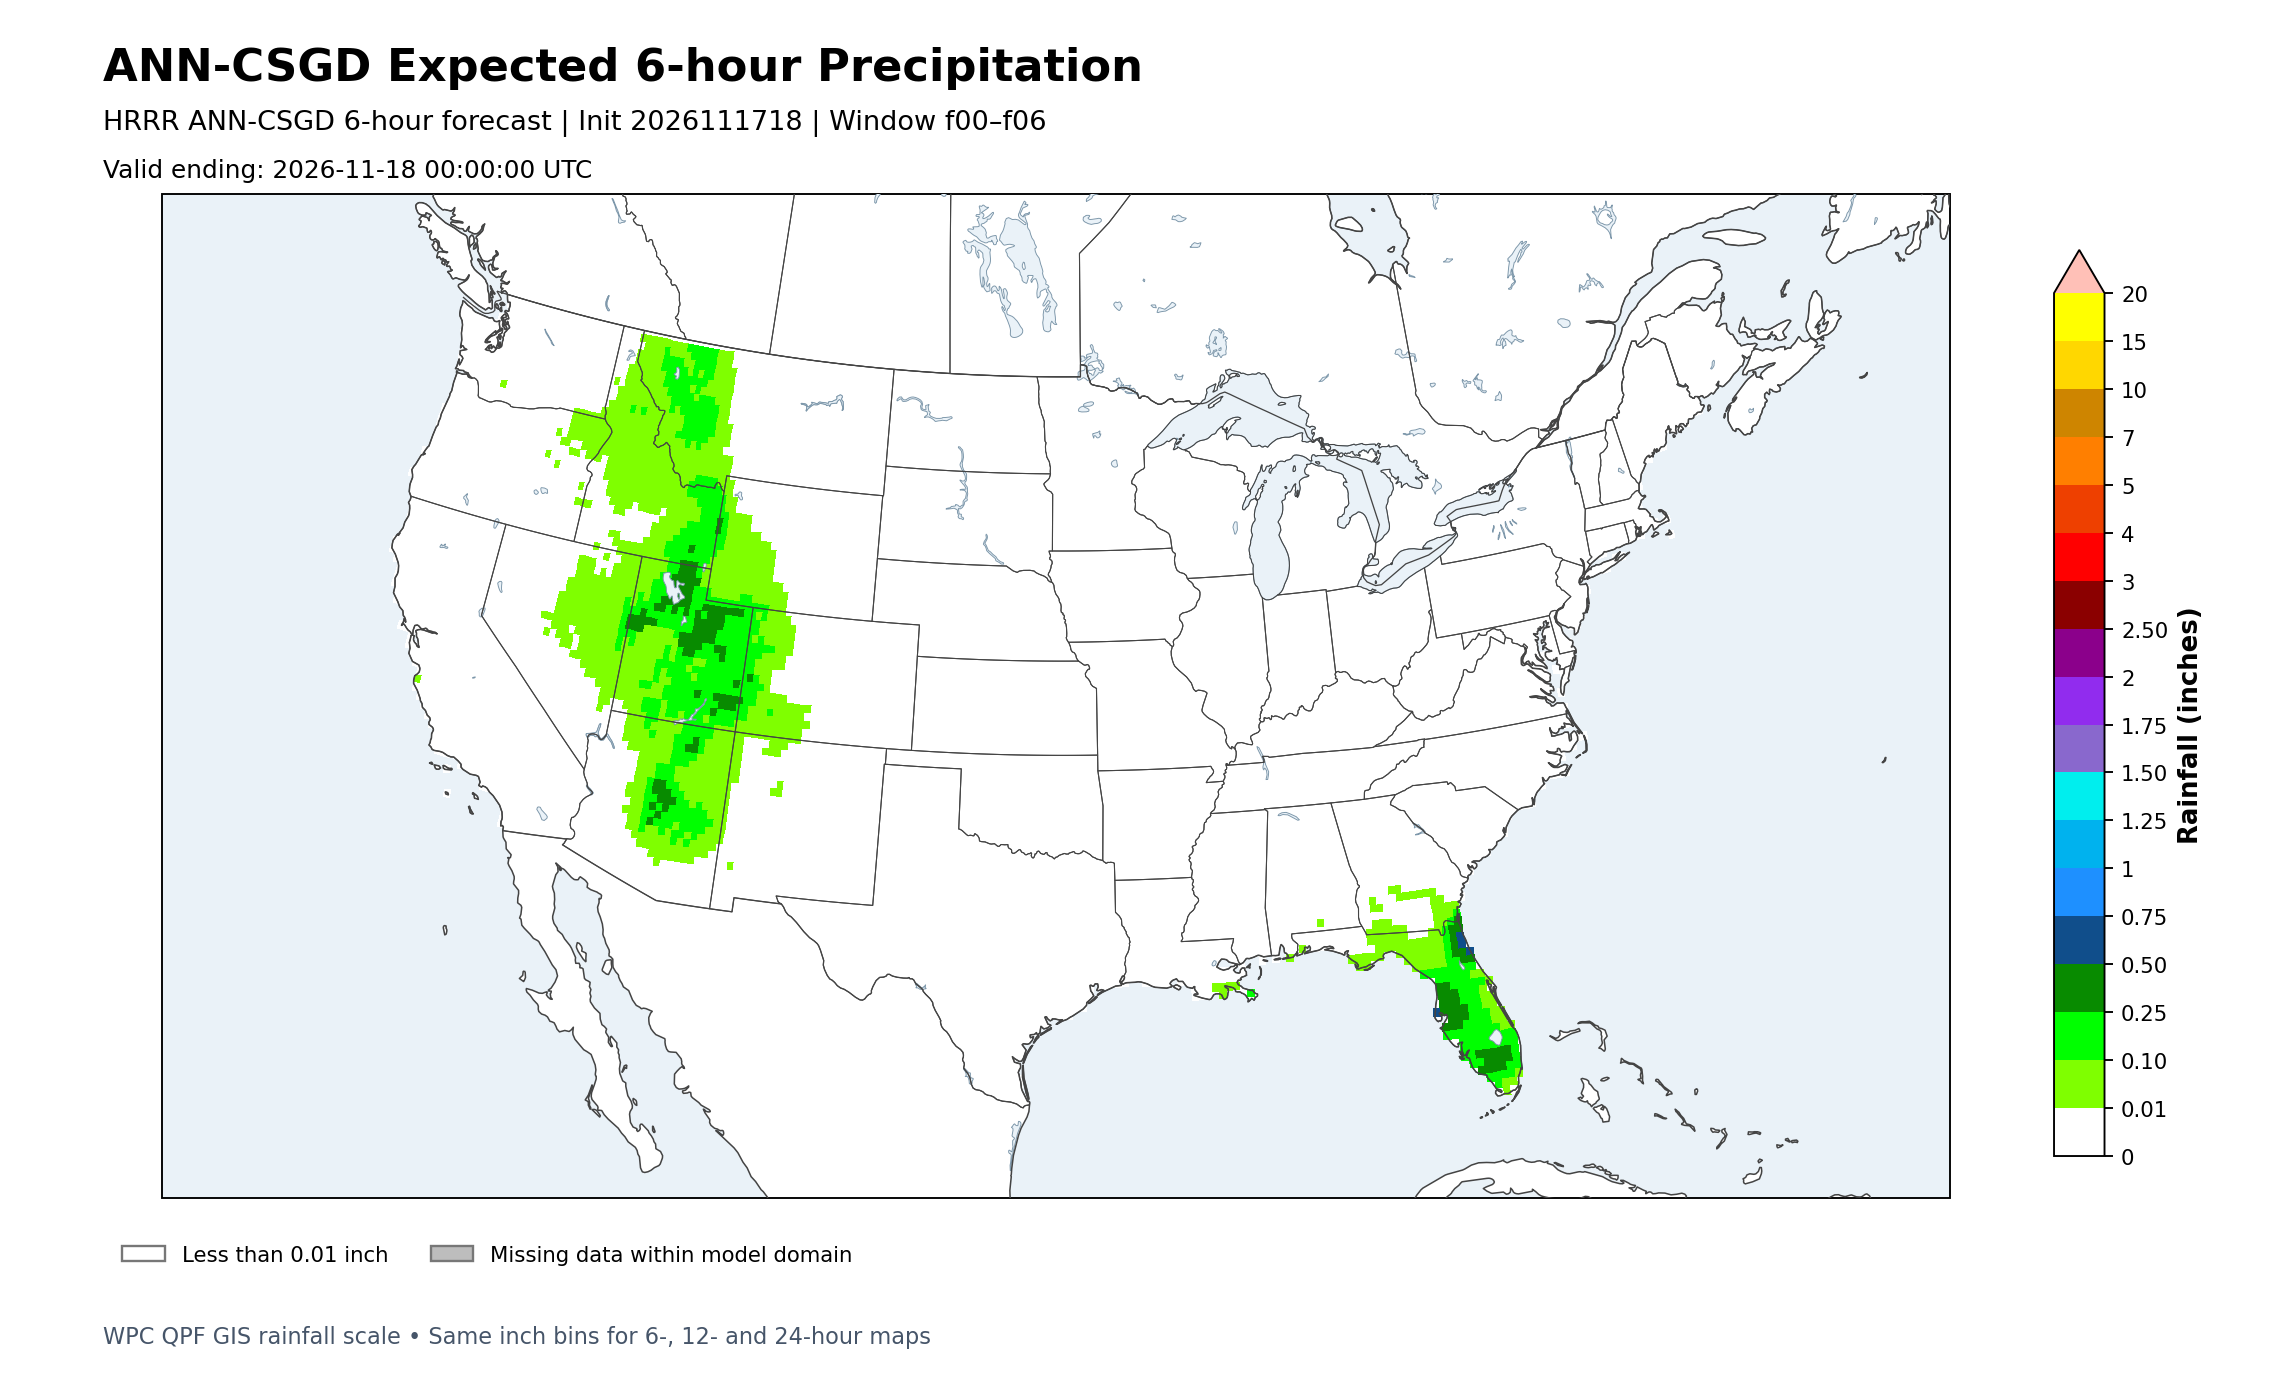 ANN-CSGD Expected 6-hour Precipitation
HRRR ANN-CSGD 6-hour forecast | Init 2026111718 | Window f00–f06
Valid ending: 2026-11-18 00:00:00 UTC
20
15
10
7
5
4
3
2.50
2
1.75
1.50
1.25
1
0.75
0.50
0.25
0.10
0.01
0
Rainfall (inches)
Less than 0.01 inch
Missing data within model domain
WPC QPF GIS rainfall scale • Same inch bins for 6-, 12- and 24-hour maps